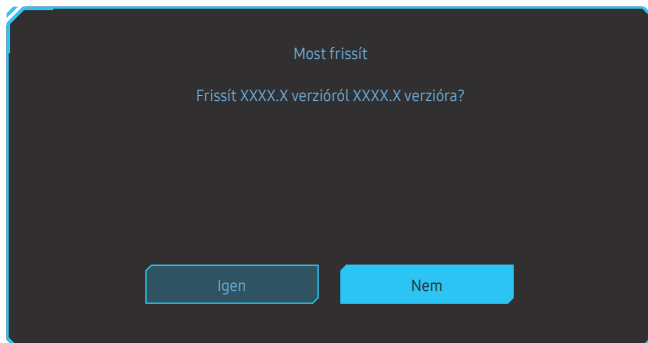 Most frissít
Frissít XXXX.X verzióról XXXX.X verzióra?
Igen
Nem